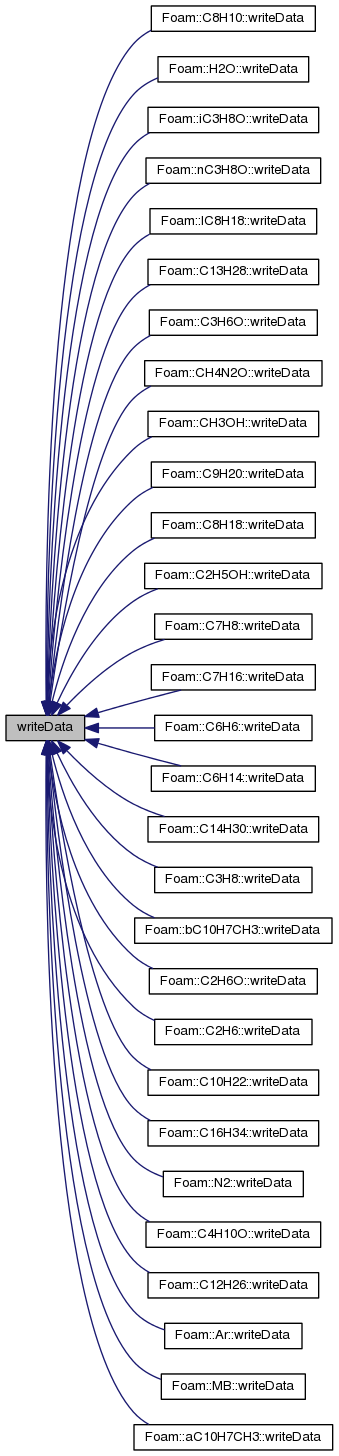 Foam::C8H10::writeData
Foam::H2O::writeData
Foam::iC3H8O::writeData
Foam::nC3H8O::writeData
Foam::IC8H18::writeData
Foam::C13H28::writeData
Foam::C3H6O::writeData
Foam::CH4N2O::writeData
Foam::CH3OH::writeData
Foam::C9H20::writeData
Foam::C8H18::writeData
Foam::C2H5OH::writeData
Foam::C7H8::writeData
Foam::C7H16::writeData
writeData
Foam::C6H6::writeData
Foam::C6H14::writeData
Foam::C14H30::writeData
Foam::C3H8::writeData
Foam::bC10H7CH3::writeData
Foam::C2H6O::writeData
Foam::C2H6::writeData
Foam::C10H22::writeData
Foam::C16H34::writeData
Foam::N2::writeData
Foam::C4H10O::writeData
Foam::C12H26::writeData
Foam::Ar::writeData
Foam::MB::writeData
Foam::aC10H7CH3::writeData